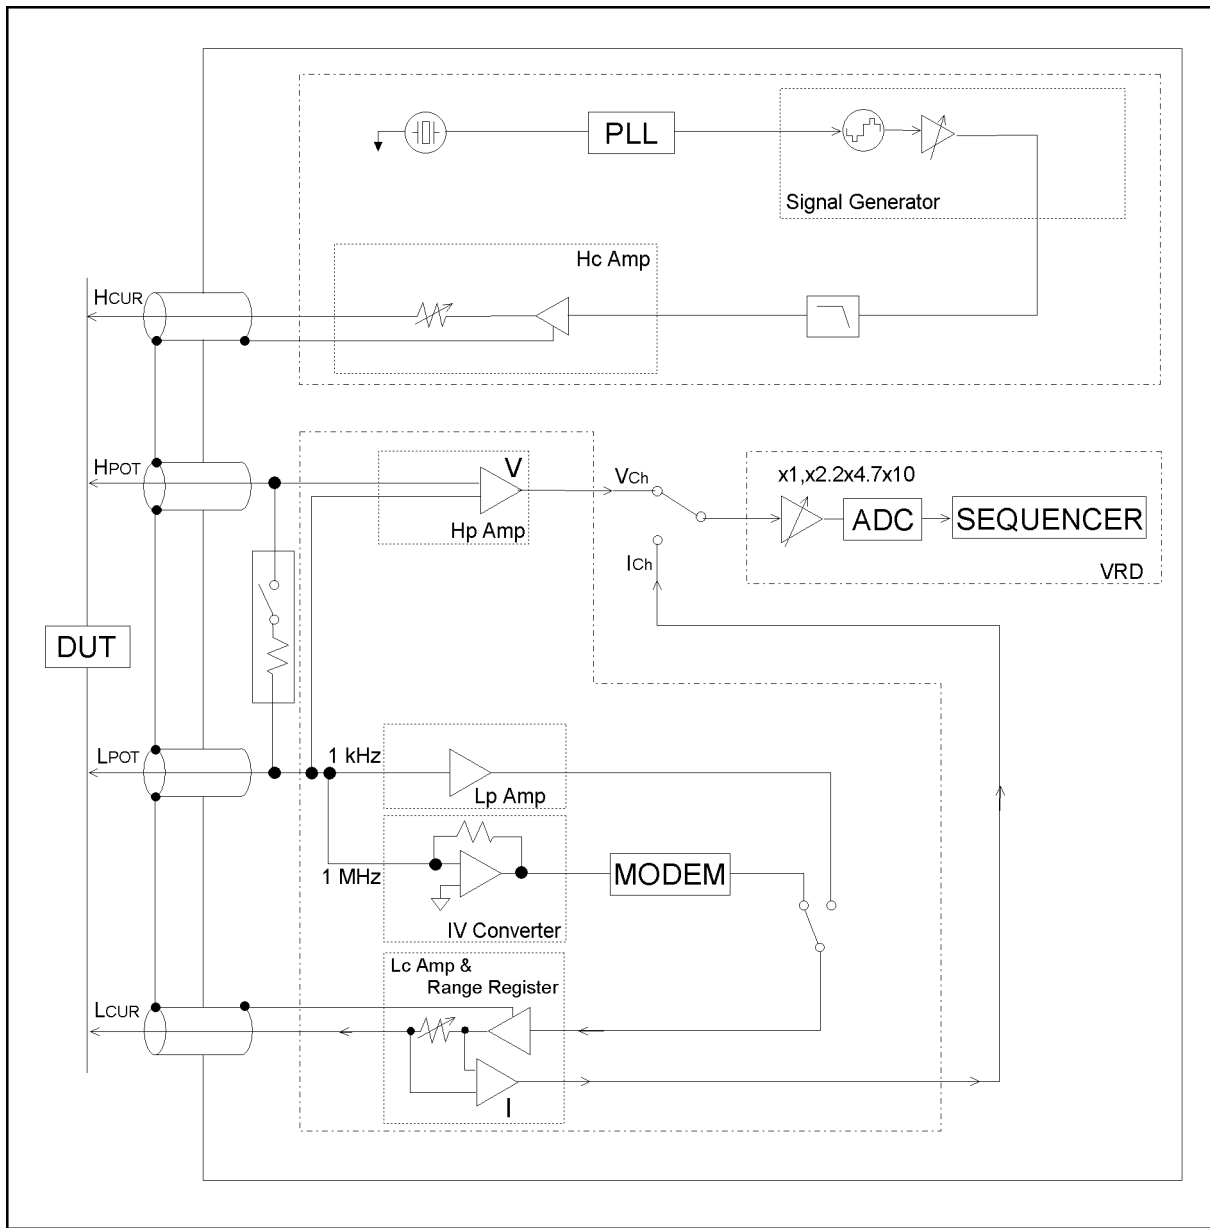 PLL
Signal Generator
Hc Amp
HCUR
HPOT
V
Hp Amp
VCh
ICh
x1,x2.2x4.7x10
ADC
SEQUENCER
VRD
DUT
LPOT
1 kHz
Lp Amp
1 MHz
IV Converter
MODEM
Lc Amp &
Range Register
LCUR
I